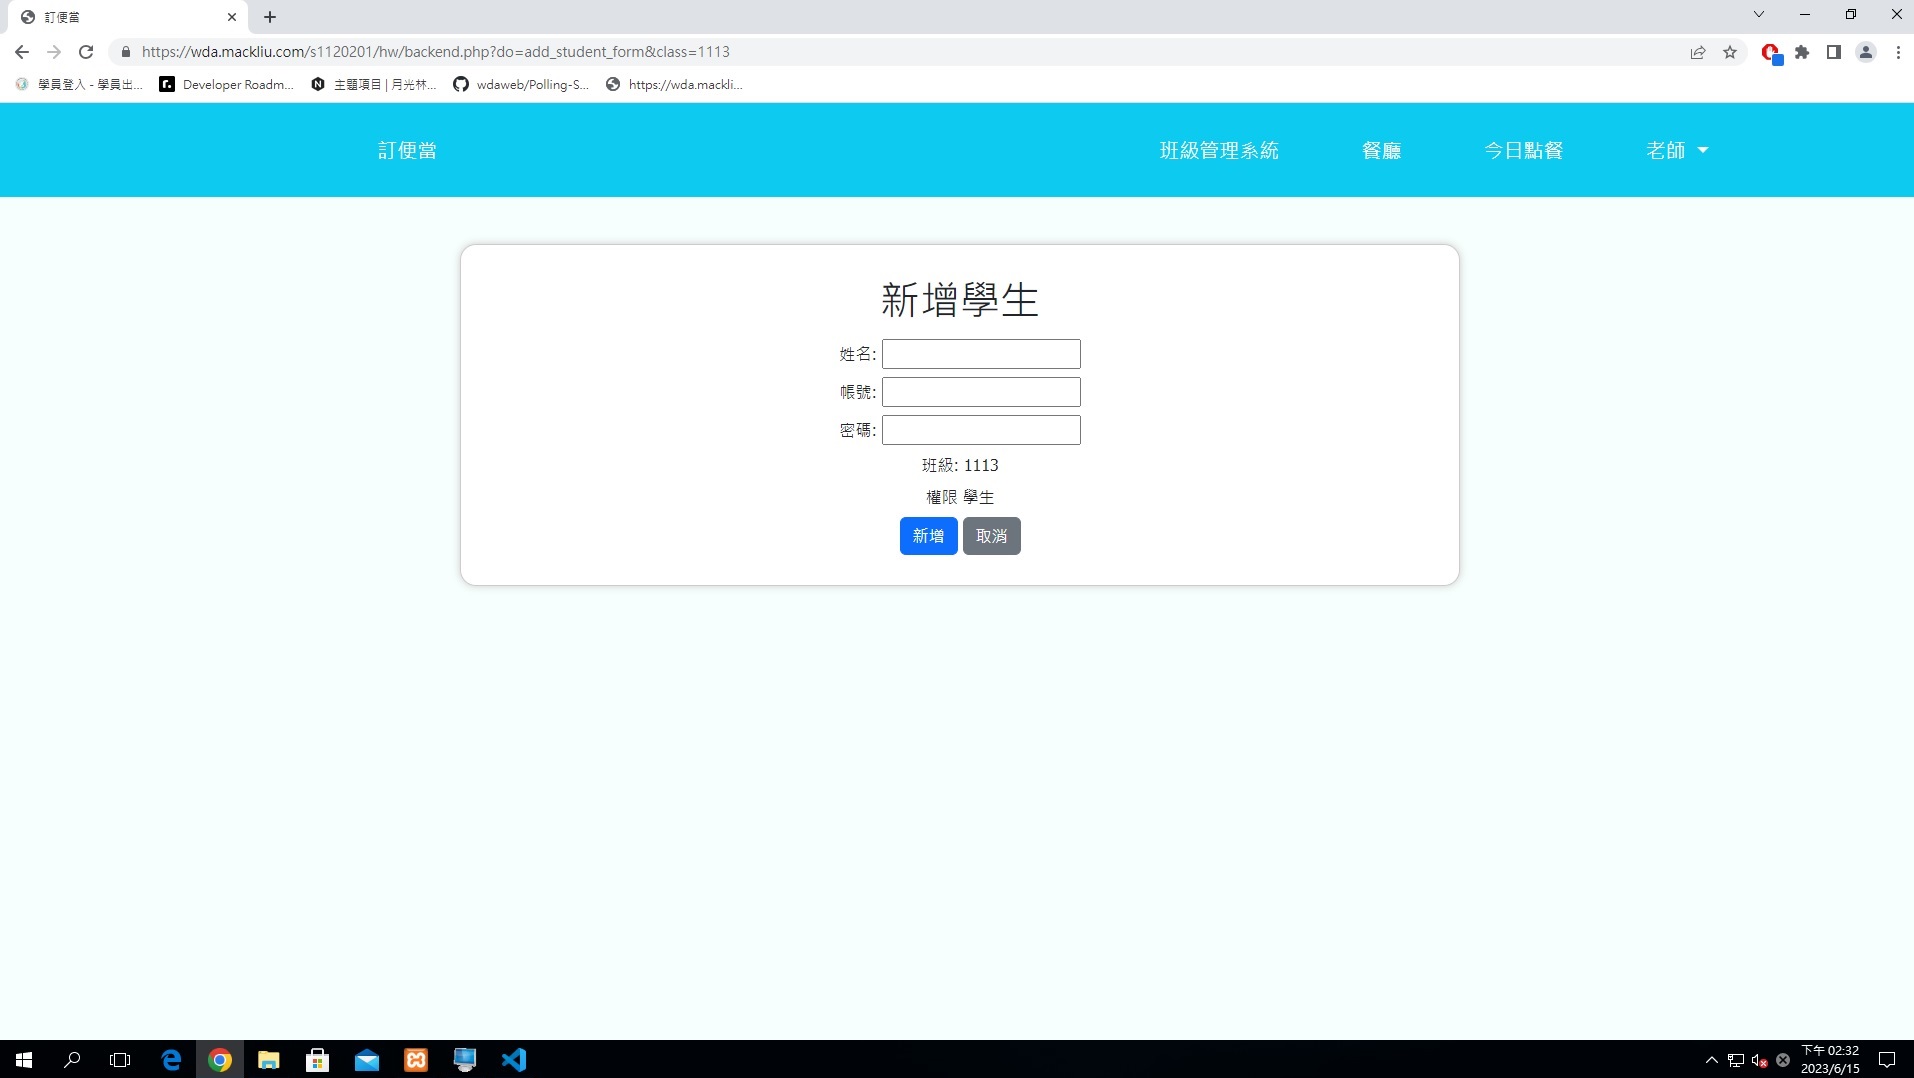 訂便當
https://wda.mackliu.com/s1120201/hw/backend.php?do=add_student_form&class=1113
學員登入 - 學員出... Developer Roadm... 主題項目 | 月光林... wdaweb/Polling-S... https://wda.mackli...
訂便當 班級管理系統 餐廳 今日點餐 老師
新增學生
姓名:
帳號:
密碼:
班級: 1113
權限 學生
新增 取消
下午 02:32
2023/6/15